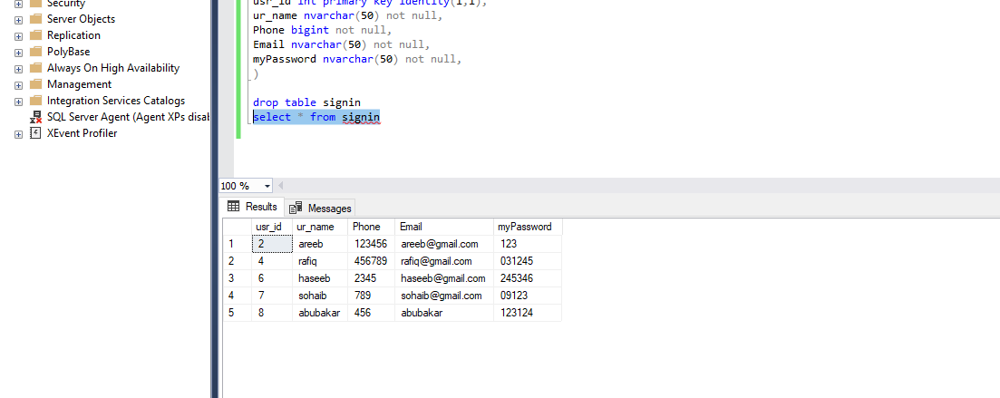 Security
Server Objects
Replication
PolyBase
Always On High Availability
Management
Integration Services Catalogs
SQL Server Agent (Agent XPs disab
XEvent Profiler
usr_id int primary key identity(1,1),
ur_name nvarchar(50) not null,
Phone bigint not null,
Email nvarchar(50) not null,
myPassword nvarchar(50) not null,
)
drop table signin
select * from signin
100 %
Results Messages
usr_id ur_name Phone Email myPassword
1 2 areeb 123456 areeb@gmail.com 123
2 4 rafiq 456789 rafiq@gmail.com 031245
3 6 haseeb 2345 haseeb@gmail.com 245346
4 7 sohaib 789 sohaib@gmail.com 09123
5 8 abubakar 456 abubakar 123124